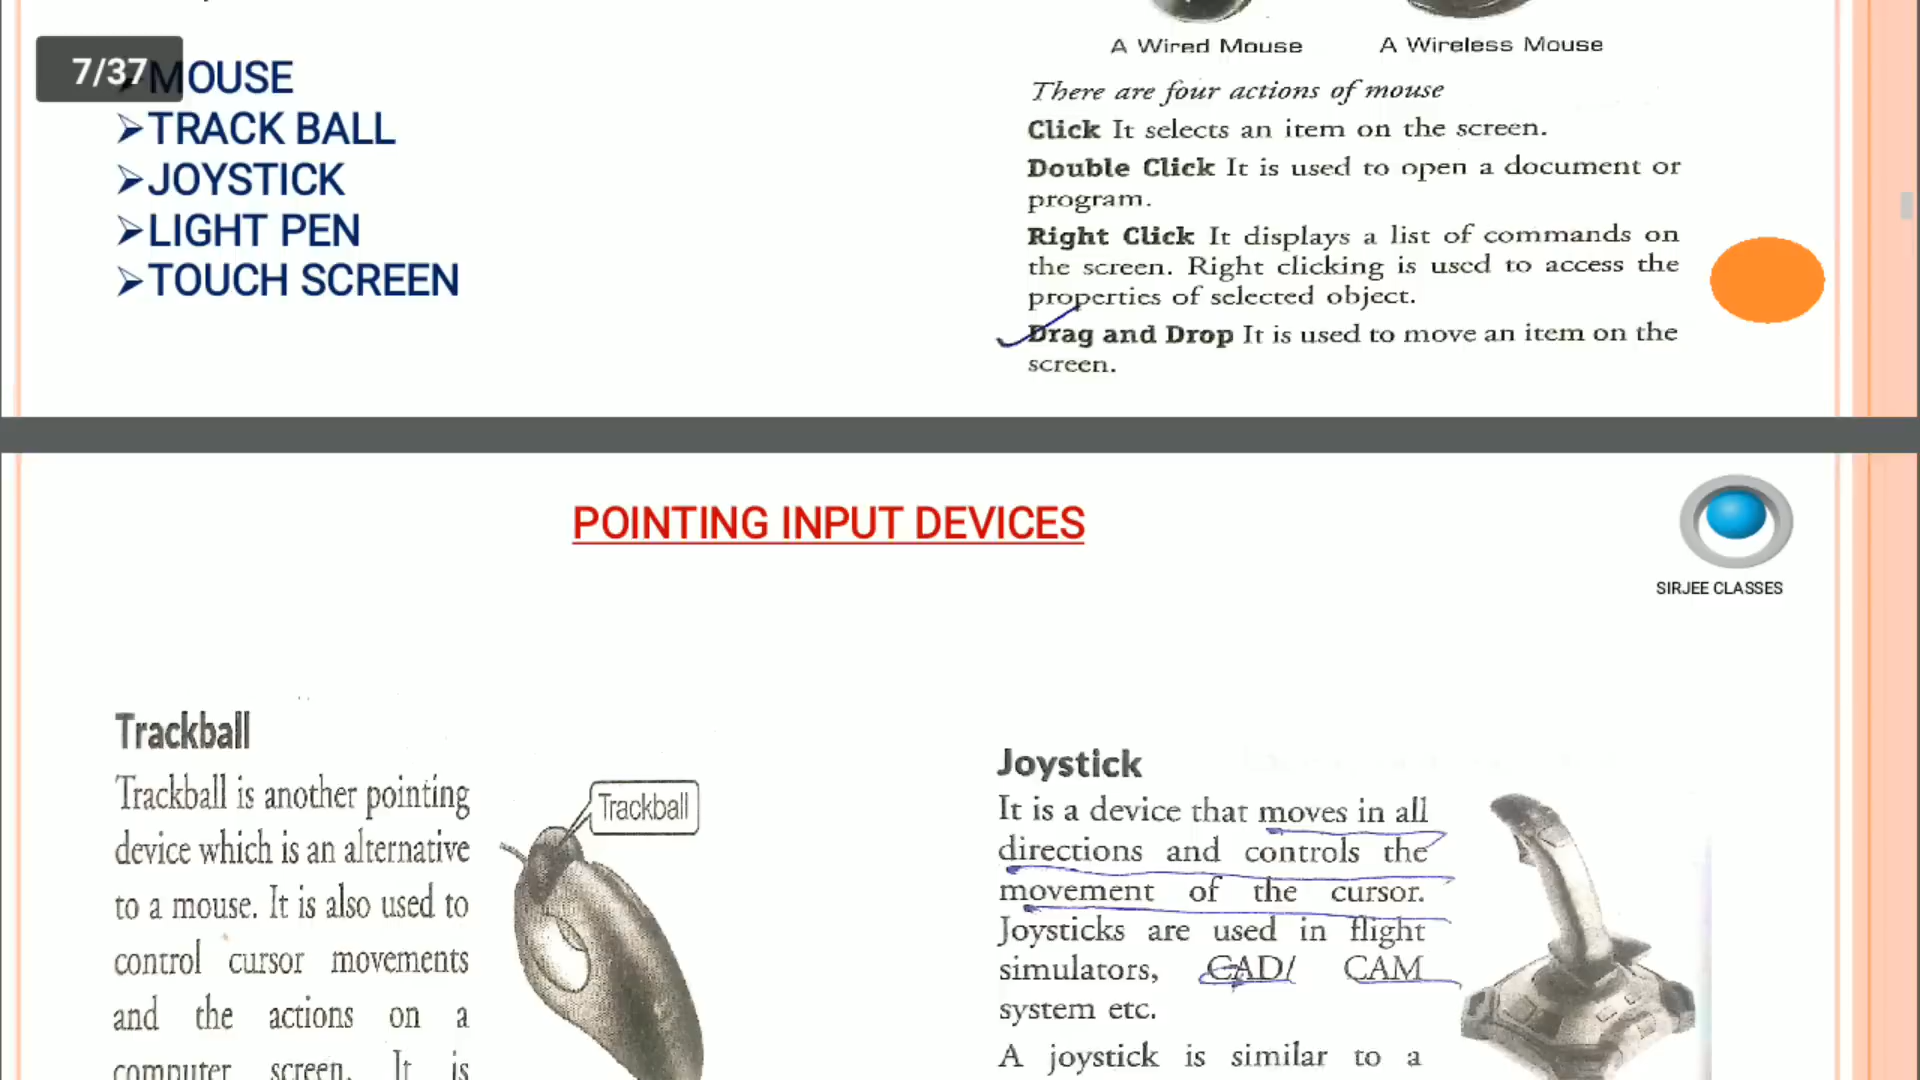 7/37
MOUSE
➢TRACK BALL
➢JOYSTICK
➢LIGHT PEN
➢TOUCH SCREEN
A Wired Mouse
A Wireless Mouse
There are four actions of mouse
Click It selects an item on the screen.
Double Click It is used to open a document or
program.
Right Click It displays a list of commands on
the screen. Right clicking is used to access the
properties of selected object.
Drag and Drop It is used to move an item on the
screen.
POINTING INPUT DEVICES
SIRJEE CLASSES
Trackball
Trackball is another pointing
device which is an alternative
to a mouse. It is also used to
control cursor movements
and the actions on a
computer screen. It is
Trackball
Joystick
It is a device that moves in all
directions and controls the
movement of the cursor.
Joysticks are used in flight
simulators, CAD/ CAM
system etc.
A joystick is similar to a